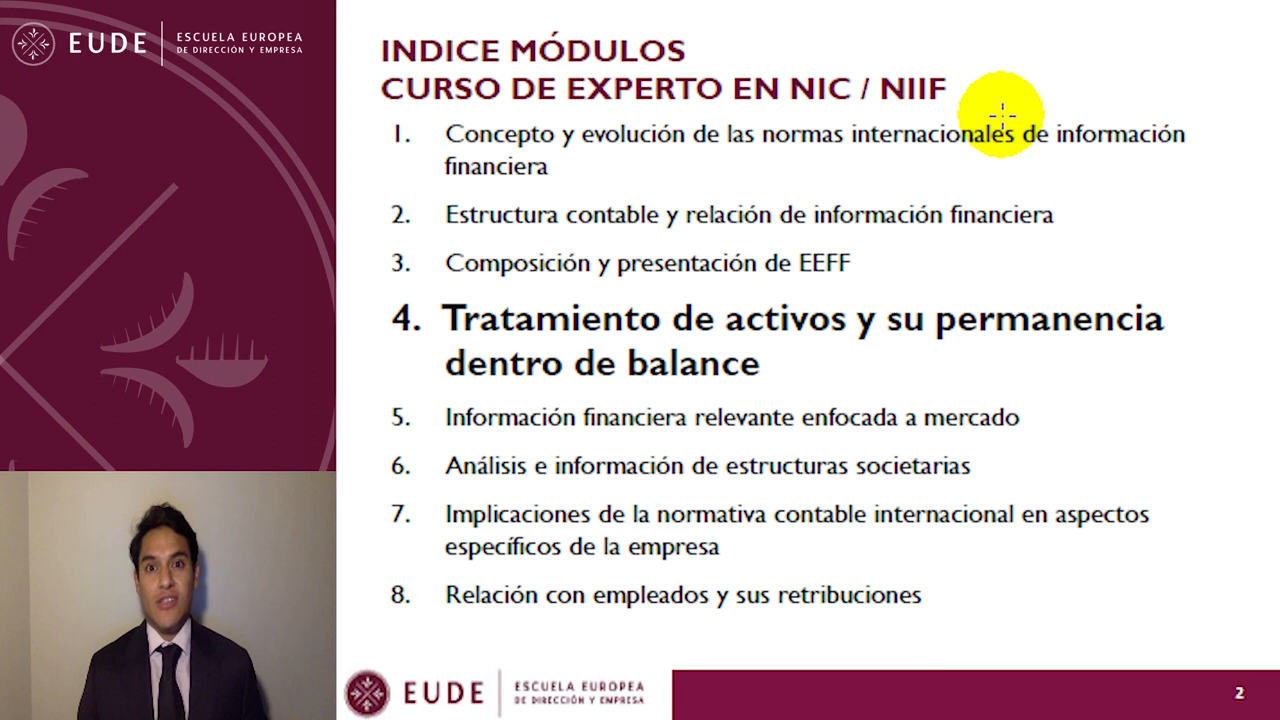 EUDE
ESCUELA EUROPEA
DE DIRECCIÓN Y EMPRESA
INDICE MÓDULOS
CURSO DE EXPERTO EN NIC / NIIF
1. Concepto y evolución de las normas internacionales de información
financiera
2. Estructura contable y relación de información financiera
3. Composición y presentación de EEFF
4. Tratamiento de activos y su permanencia
dentro de balance
5. Información financiera relevante enfocada a mercado
6. Análisis e información de estructuras societarias
7. Implicaciones de la normativa contable internacional en aspectos
específicos de la empresa
8. Relación con empleados y sus retribuciones
EUDE
ESCUELA EUROPEA
DE DIRECCIÓN Y EMPRESA
2